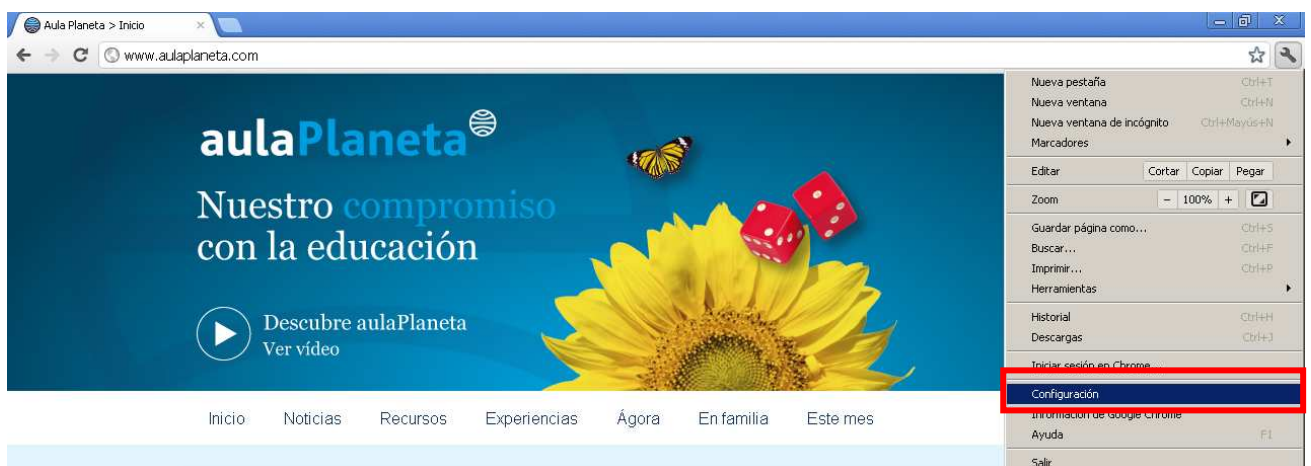 Aula Planeta > Inicio
www.aulaplaneta.com
aulaPlaneta
Nuestro compromiso
con la educación
Descubre aulaPlaneta
Ver vídeo
Inicio Noticias Recursos Experiencias Ágora En familia Este mes
Nueva pestaña Ctrl+T
Nueva ventana Ctrl+N
Nueva ventana de incógnito Ctrl+Mayús+N
Marcadores
Editar Cortar Copiar Pegar
Zoom - 100% +
Guardar página como... Ctrl+S
Buscar... Ctrl+F
Imprimir... Ctrl+P
Herramientas
Historial Ctrl+H
Descargas Ctrl+J
Iniciar sesión en Chrome...
Configuración
Información de Google Chrome
Ayuda F1
Salir